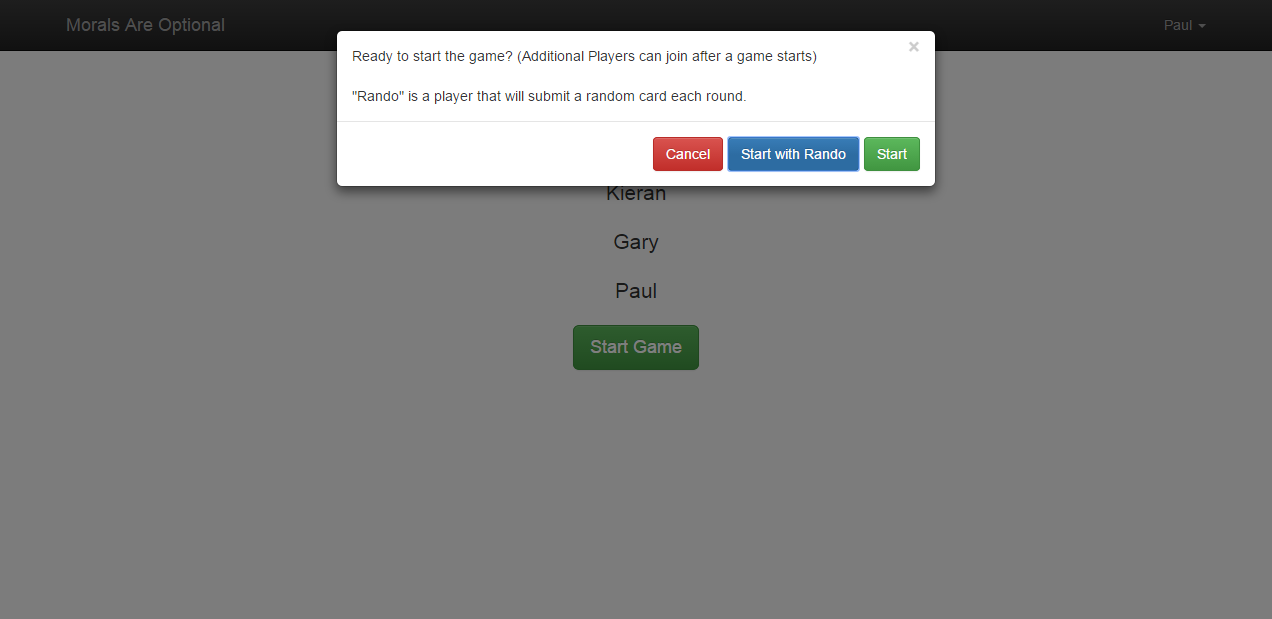 Morals Are Optional
Paul
Ready to start the game? (Additional Players can join after a game starts)
×
"Rando" is a player that will submit a random card each round.
Cancel
Start with Rando
Start
Kieran
Gary
Paul
Start Game